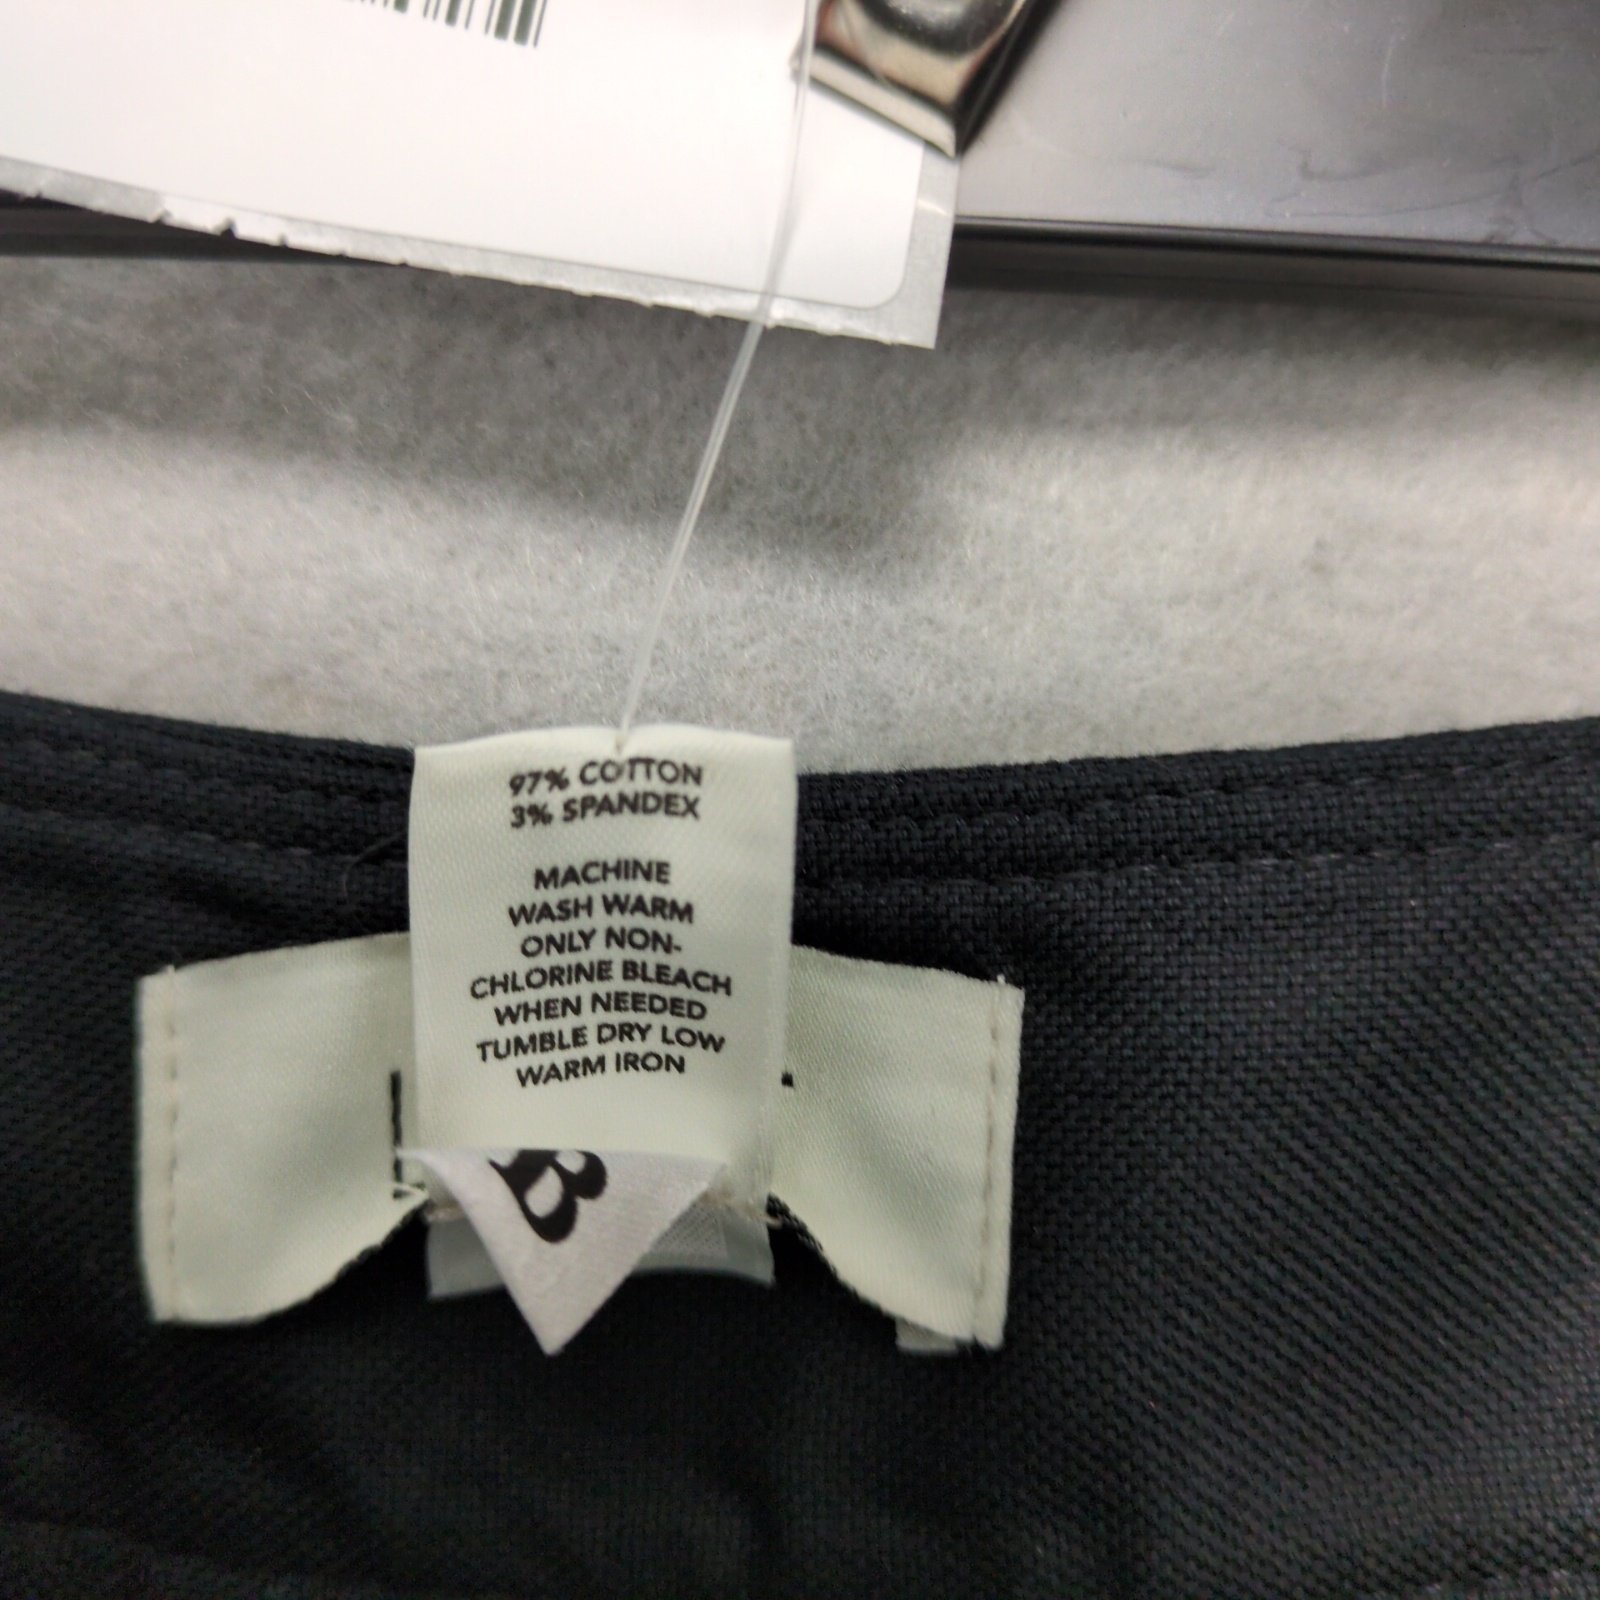 97% COTTON
3% SPANDEX
MACHINE
WASH WARM
ONLY NON-
CHLORINE BLEACH
WHEN NEEDED
TUMBLE DRY LOW
WARM IRON
B